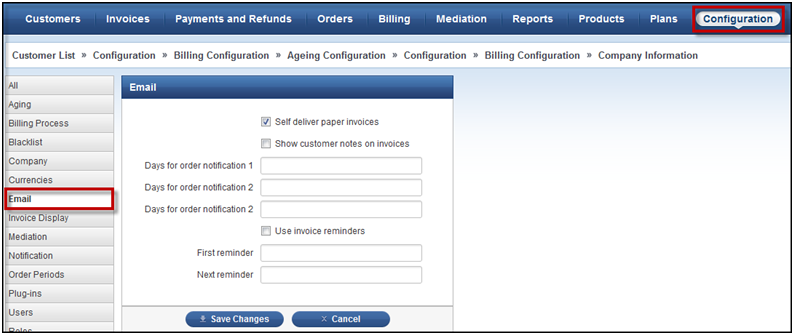 Customers Invoices Payments and Refunds Orders Billing Mediation Reports Products Plans Configuration
Customer List » Configuration » Billing Configuration » Ageing Configuration » Configuration » Billing Configuration » Company Information
All
Aging
Billing Process
Blacklist
Company
Currencies
Email
Invoice Display
Mediation
Notification
Order Periods
Plug-ins
Users
Roles
Email
Self deliver paper invoices
Show customer notes on invoices
Days for order notification 1
Days for order notification 2
Days for order notification 2
Use invoice reminders
First reminder
Next reminder
Save Changes
Cancel